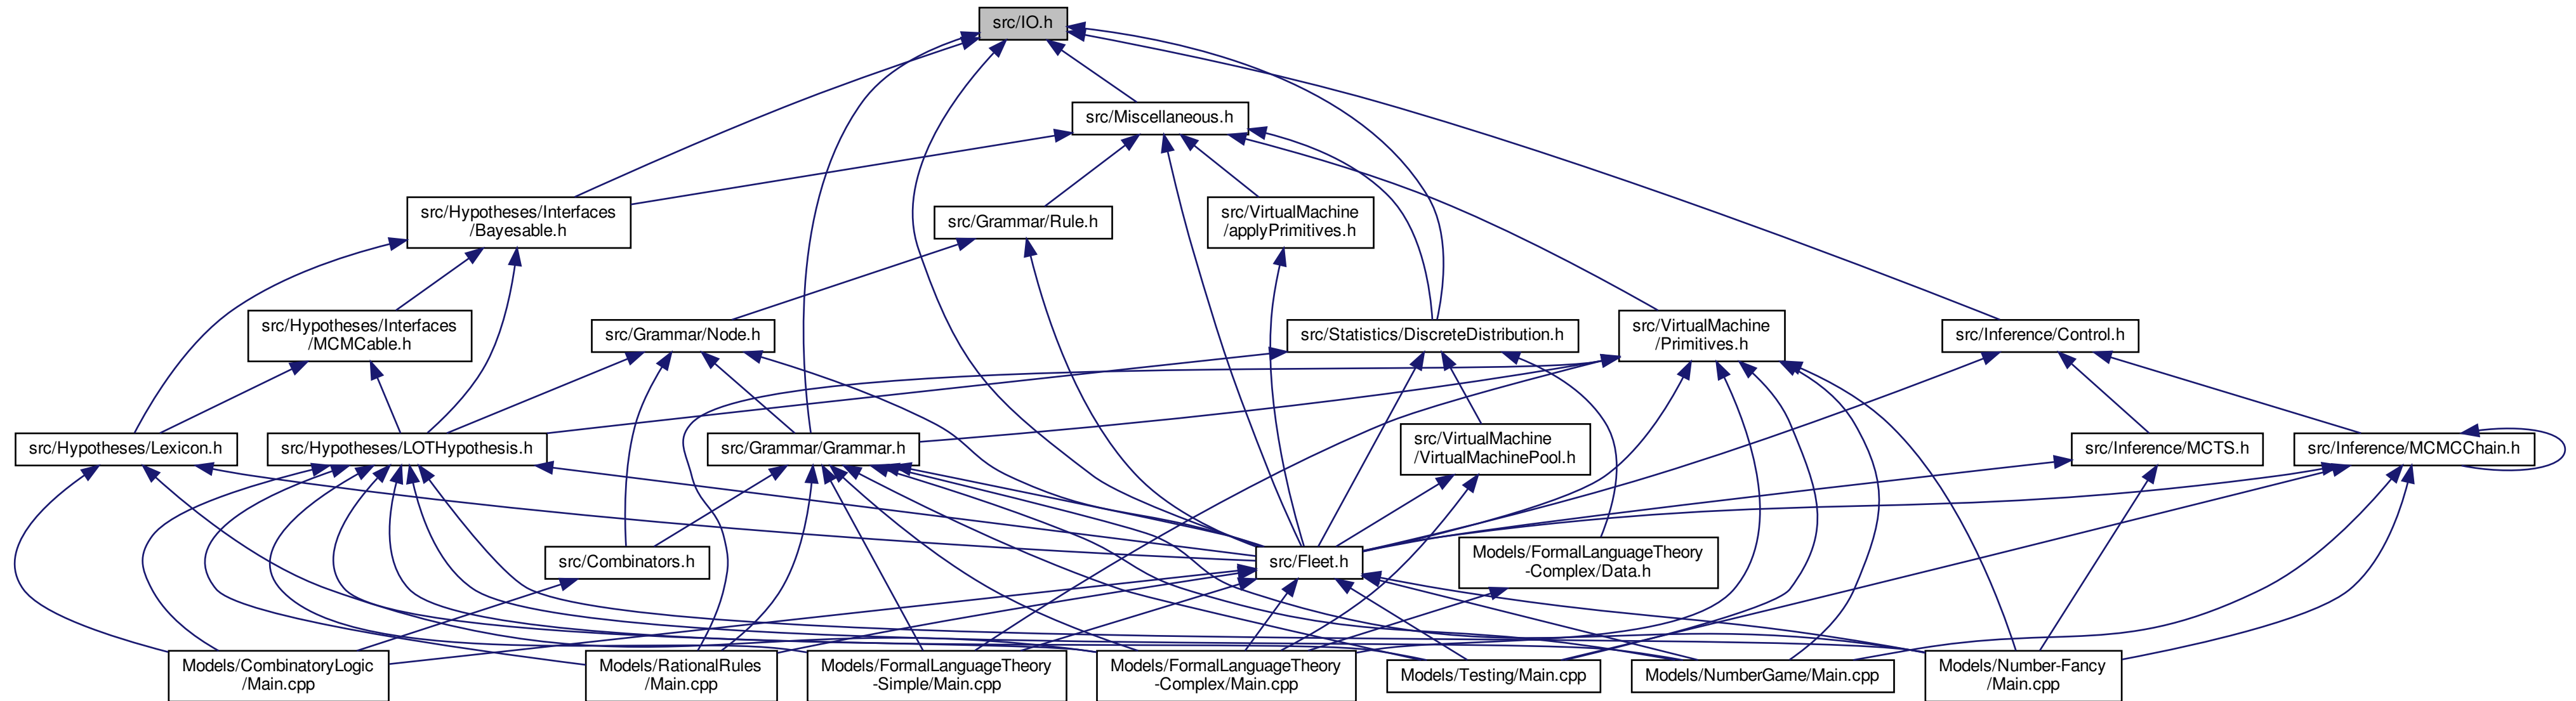 src/IO.h
src/Miscellaneous.h
src/Hypotheses/Interfaces
/Bayesable.h
src/Grammar/Rule.h
src/VirtualMachine
/applyPrimitives.h
src/Hypotheses/Interfaces
/MCMCable.h
src/Grammar/Node.h
src/Statistics/DiscreteDistribution.h
src/VirtualMachine
/Primitives.h
src/Inference/Control.h
src/Hypotheses/Lexicon.h
src/Hypotheses/LOTHypothesis.h
src/Grammar/Grammar.h
src/VirtualMachine
/VirtualMachinePool.h
src/Inference/MCTS.h
src/Inference/MCMCChain.h
src/Combinators.h
src/Fleet.h
Models/FormalLanguageTheory
-Complex/Data.h
Models/CombinatoryLogic
/Main.cpp
Models/RationalRules
/Main.cpp
Models/FormalLanguageTheory
-Simple/Main.cpp
Models/FormalLanguageTheory
-Complex/Main.cpp
Models/Testing/Main.cpp
Models/NumberGame/Main.cpp
Models/Number-Fancy
/Main.cpp